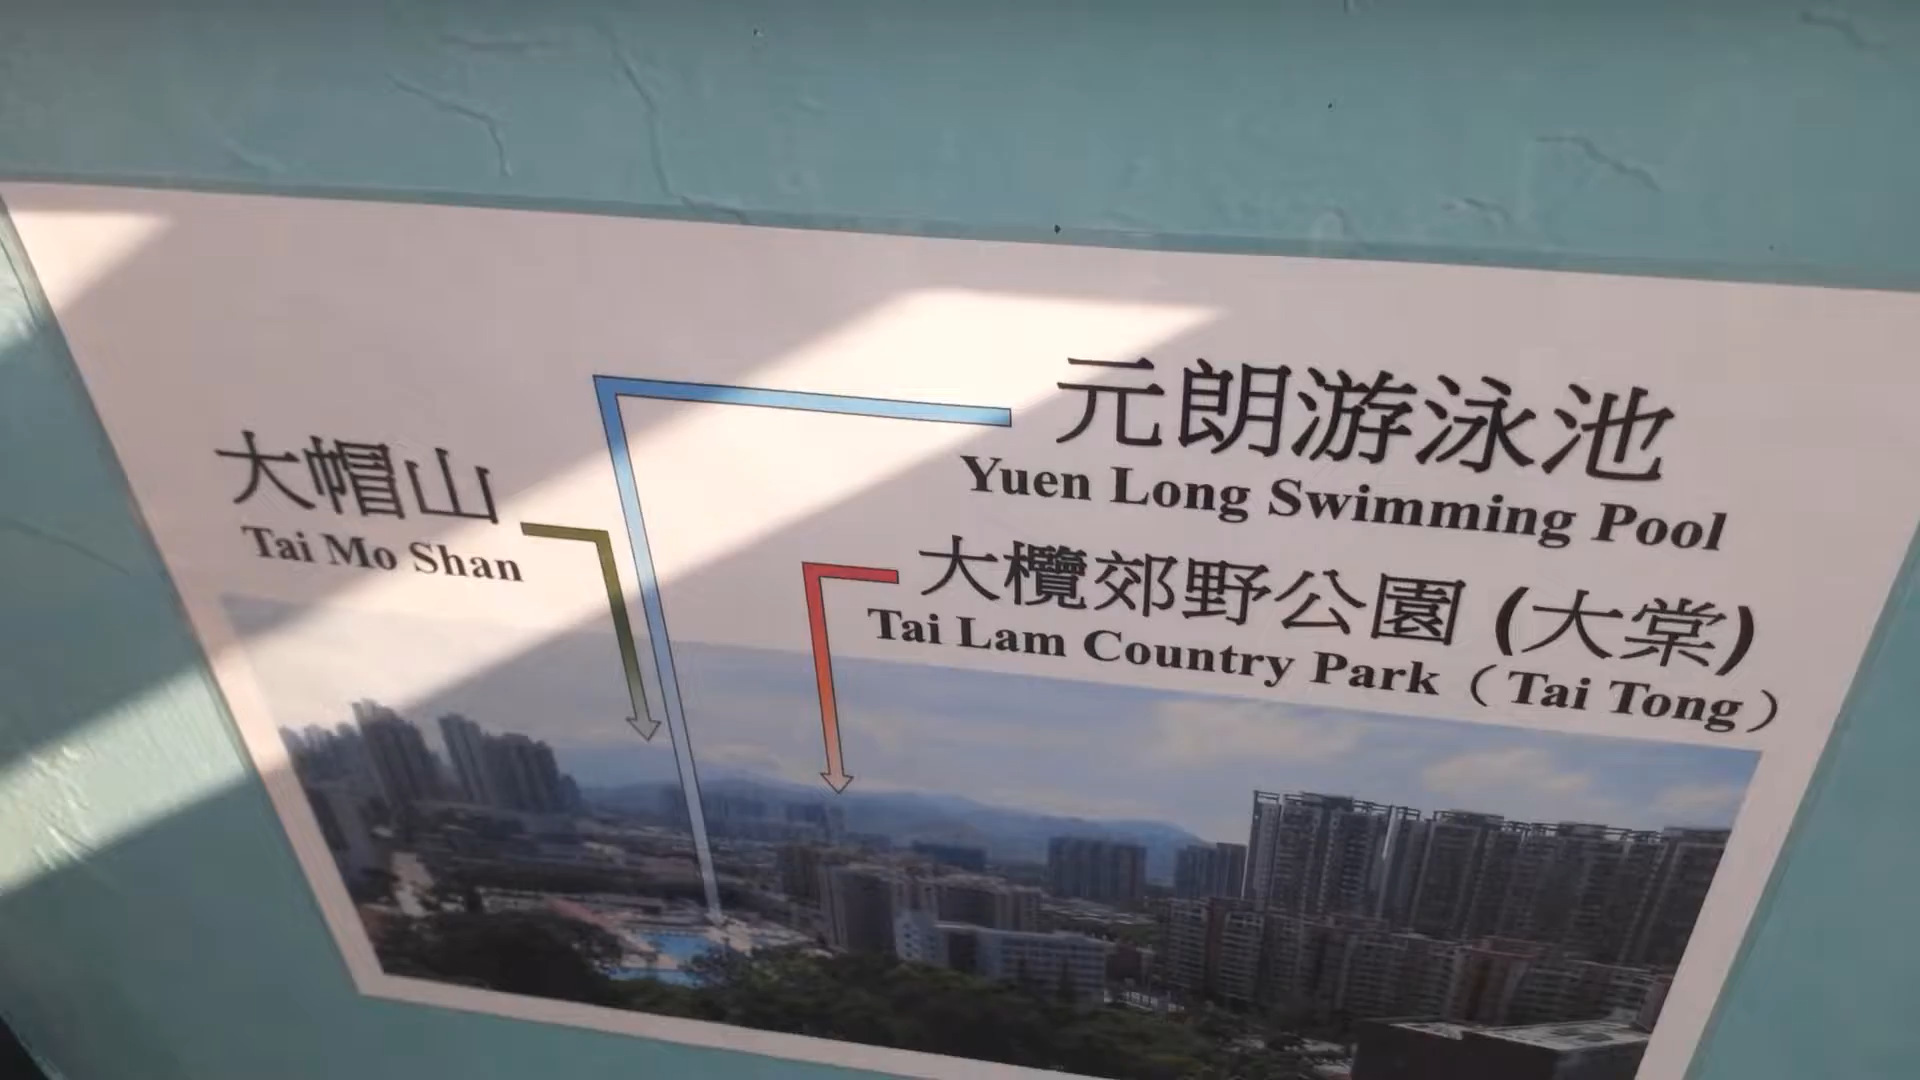 元朗游泳池
Yuen Long Swimming Pool
大帽山
Tai Mo Shan
大欖郊野公園 (大棠)
Tai Lam Country Park（Tai Tong）